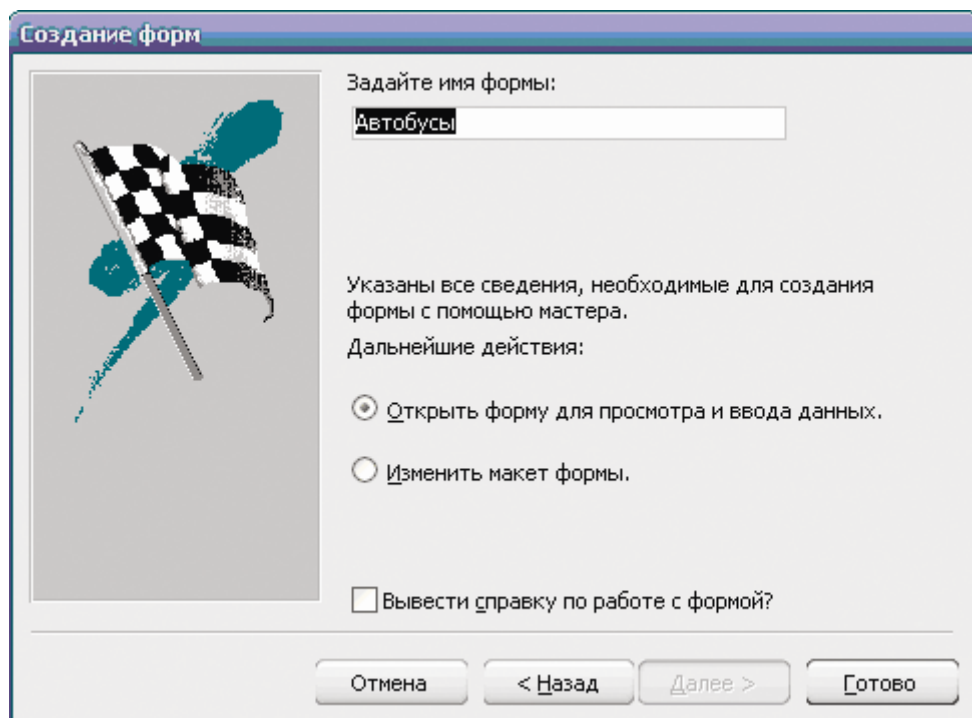 Создание форм
Задайте имя формы:
Автобусы
Указаны все сведения, необходимые для создания
формы с помощью мастера.
Дальнейшие действия:
Открыть форму для просмотра и ввода данных.
Изменить макет формы.
Вывести справку по работе с формой?
Отмена
< Назад
Далее >
Готово